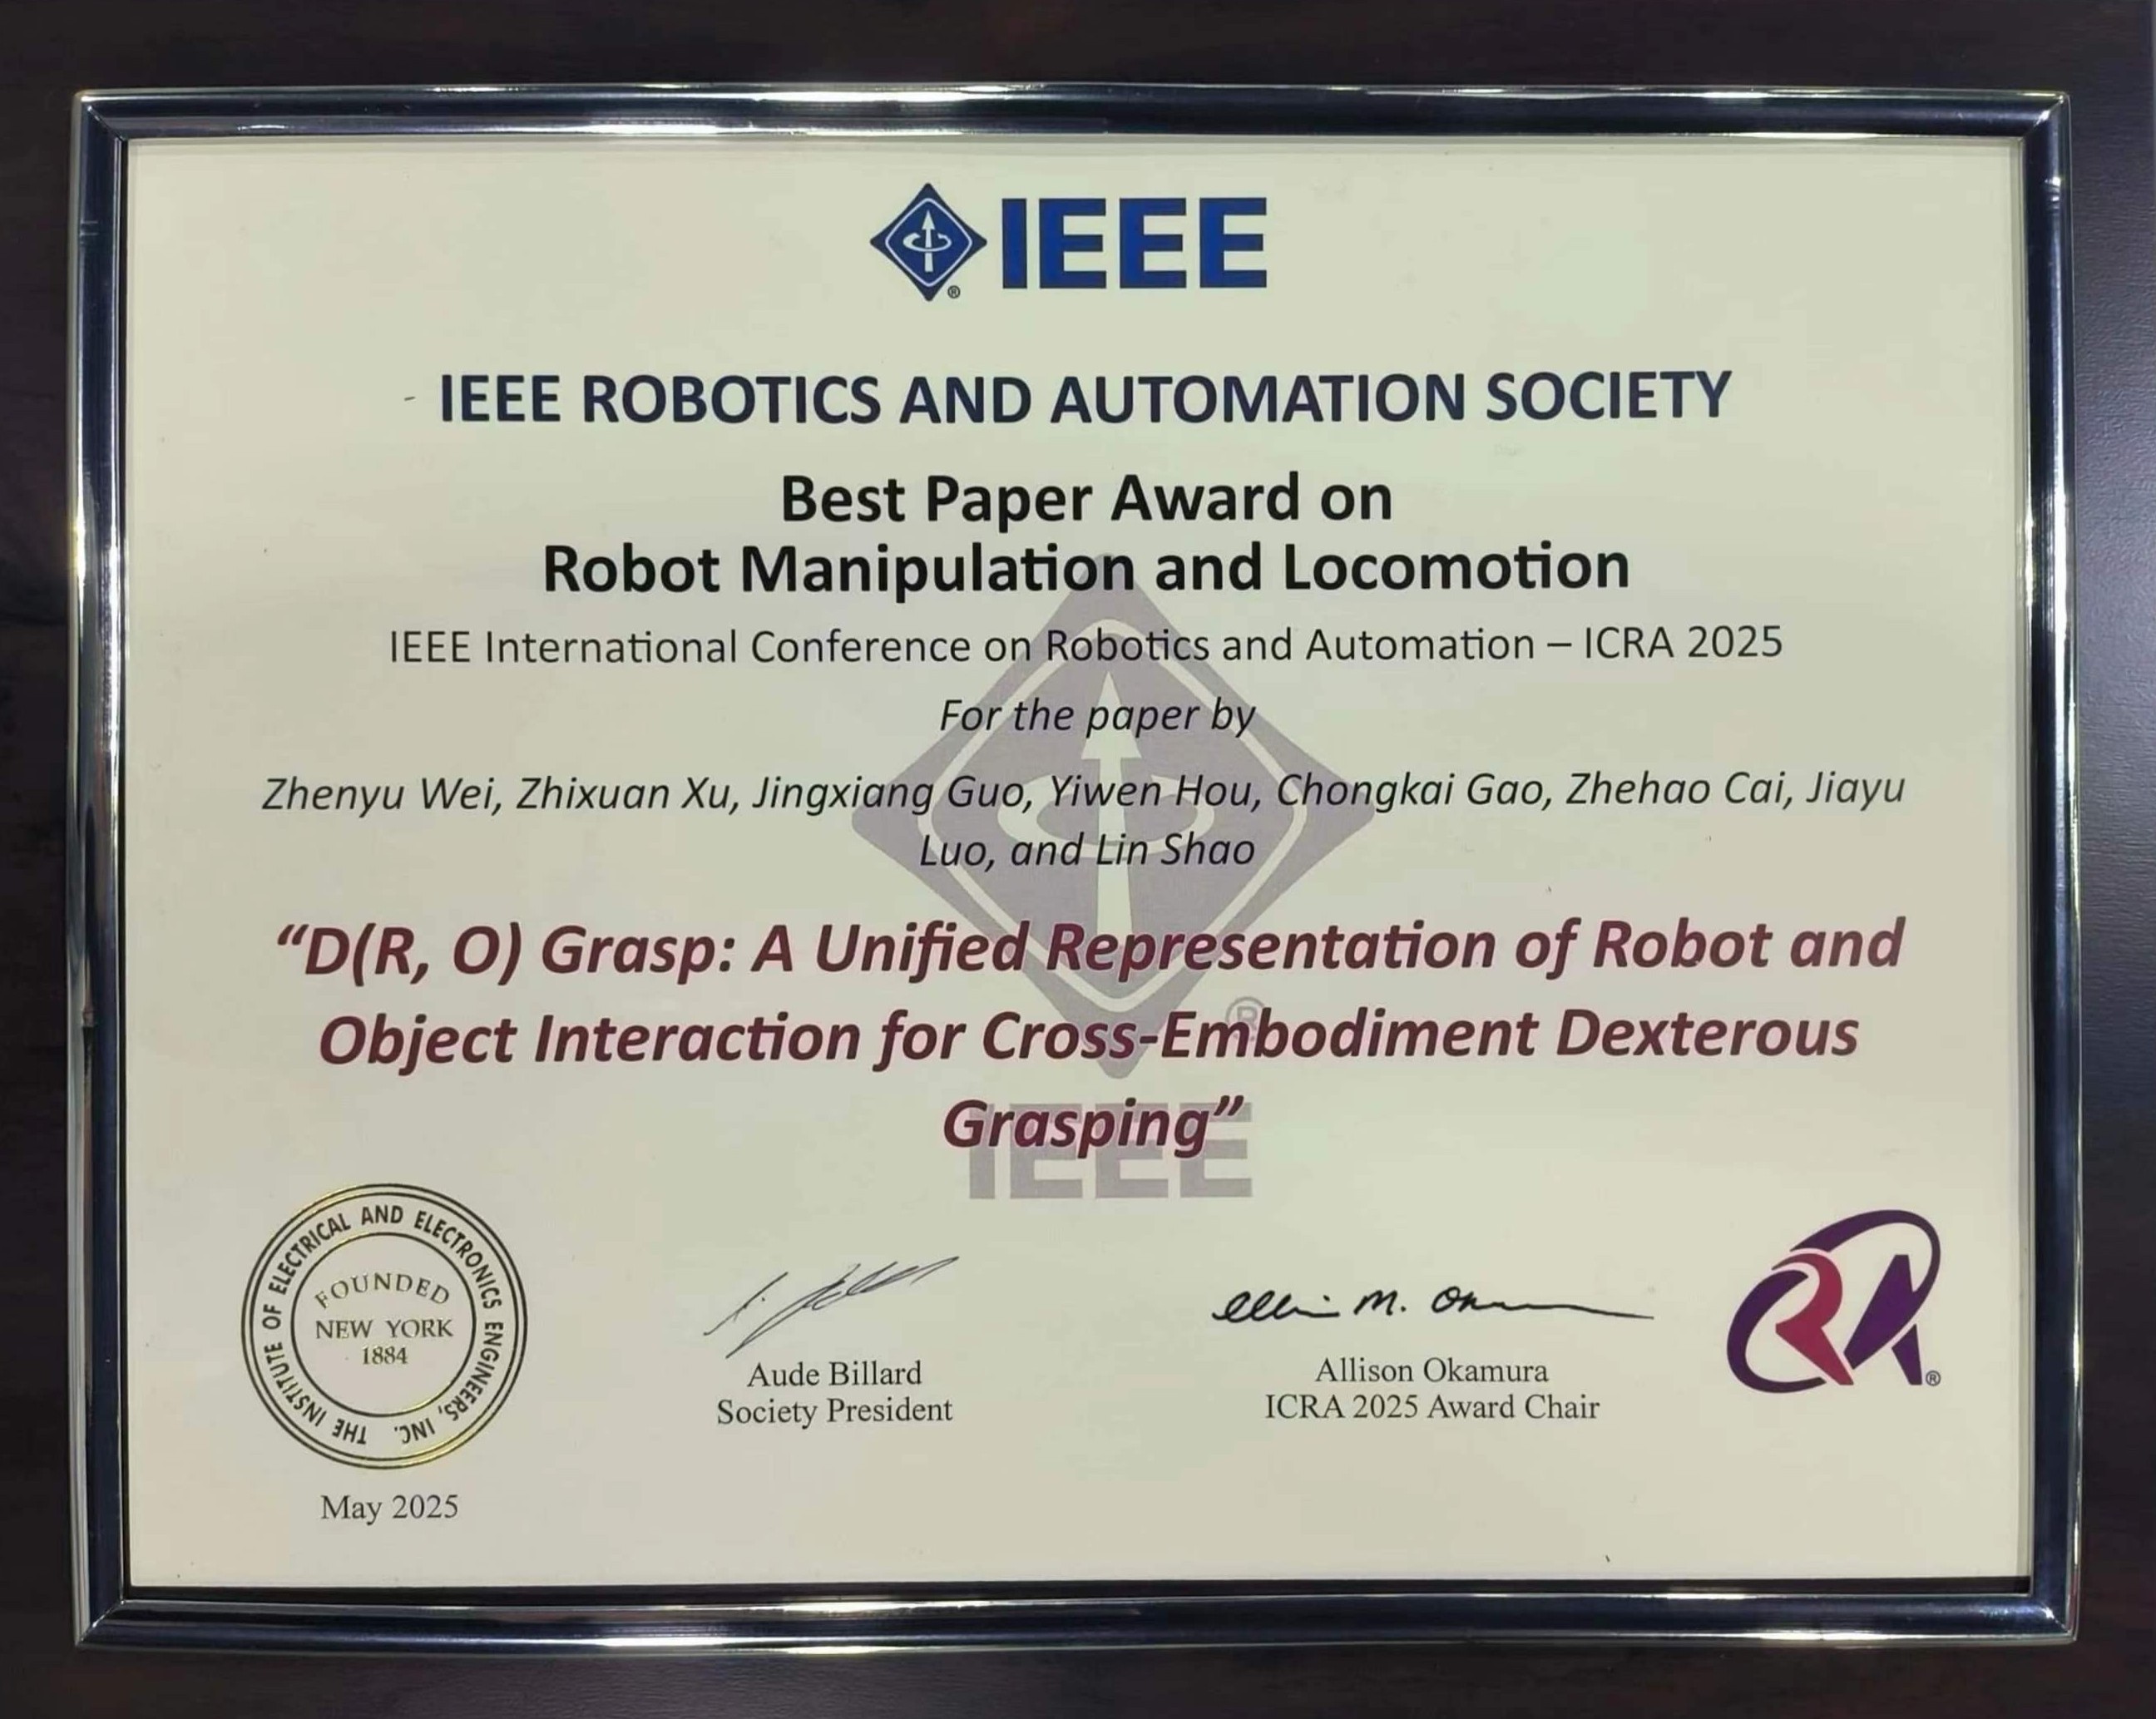 IEEE
IEEE ROBOTICS AND AUTOMATION SOCIETY
Best Paper Award on
Robot Manipulation and Locomotion
IEEE International Conference on Robotics and Automation – ICRA 2025
For the paper by
Zhenyu Wei, Zhixuan Xu, Jingxiang Guo, Yiwen Hou, Chongkai Gao, Zhehao Cai, Jiayu
Luo, and Lin Shao
“D(R, O) Grasp: A Unified Representation of Robot and
Object Interaction for Cross-Embodiment Dexterous
Grasping”
IEEE
THE INSTITUTE OF ELECTRICAL AND ELECTRONICS ENGINEERS, INC.
FOUNDED
NEW YORK
1884
May 2025
Aude Billard
Society President
Allison M. Okamura
Allison Okamura
ICRA 2025 Award Chair
RA